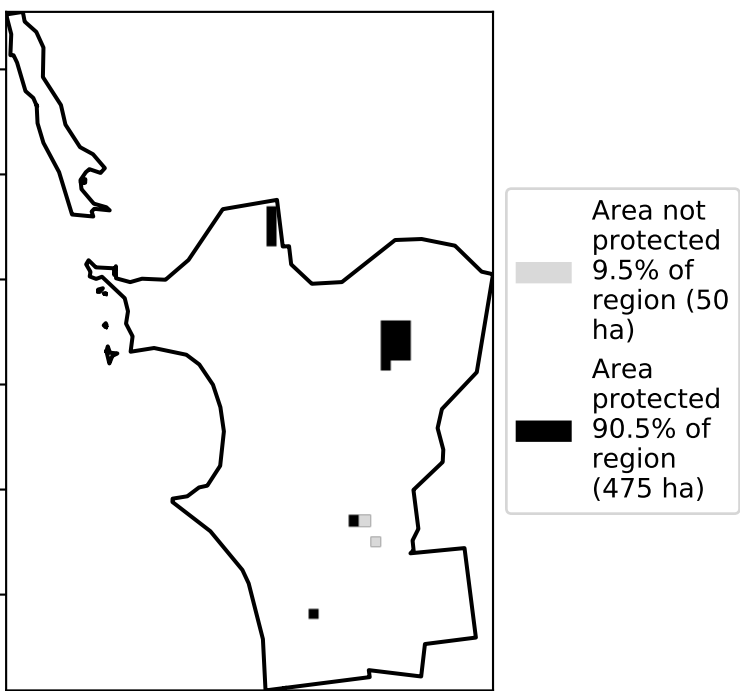 Area not
protected
9.5% of
region (50
ha)
Area
protected
90.5% of
region
(475 ha)